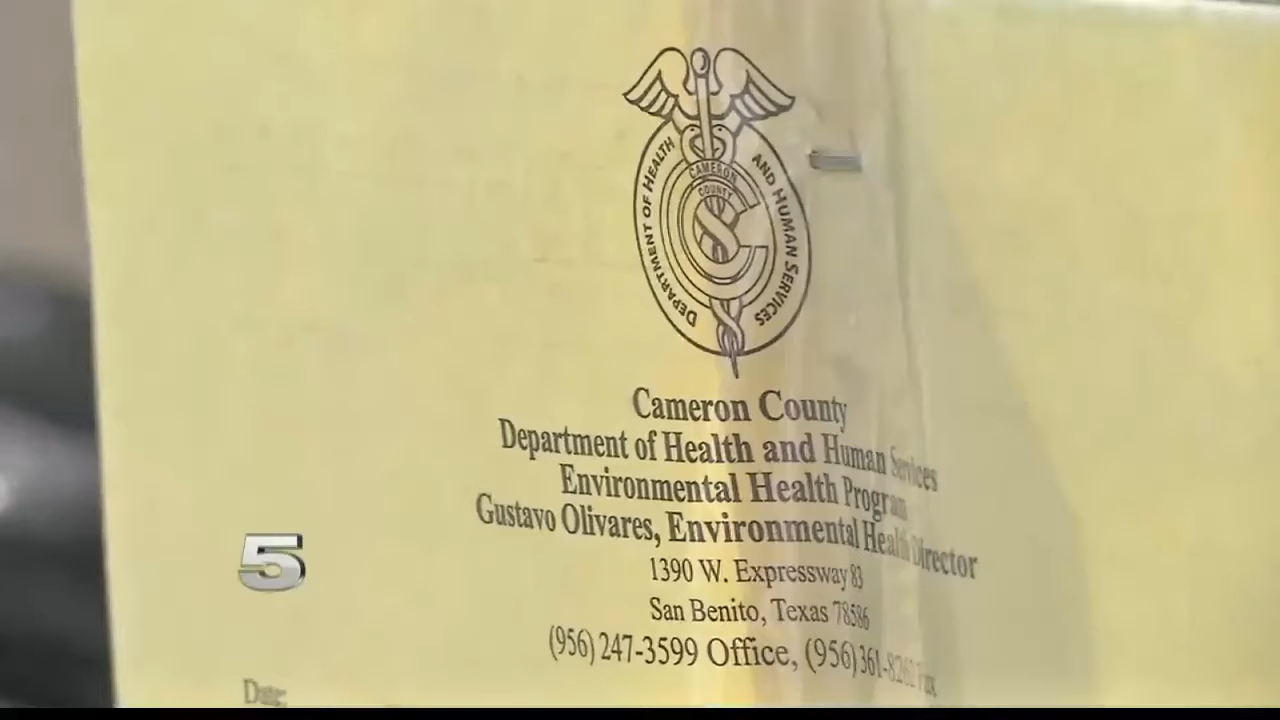 DEPARTMENT OF HEALTH AND HUMAN SERVICES
CAMERON
COUNTY
Cameron County
Department of Health and Human Services
Environmental Health Program
Gustavo Olivares, Environmental Health Director
1390 W. Expressway 83
San Benito, Texas 78586
(956) 247-3599 Office, (956) Fax
5
Date: